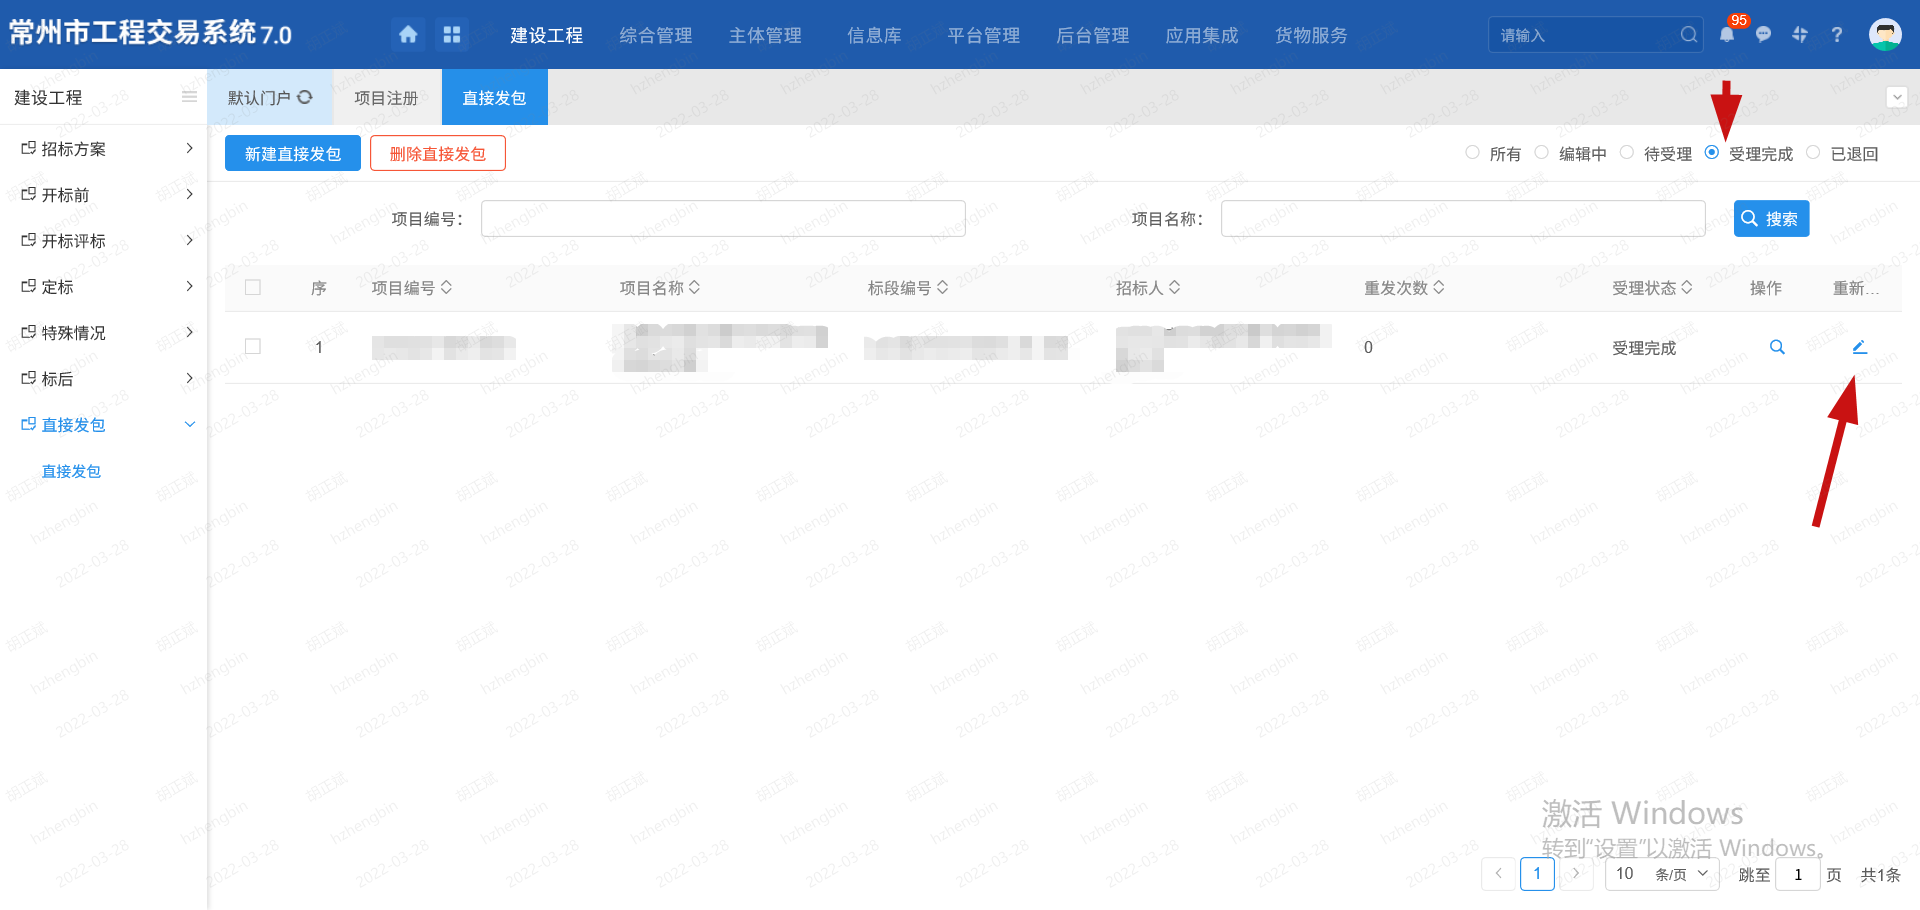 常州市工程交易系统7.0
建设工程 综合管理 主体管理 信息库 平台管理 后台管理 应用集成 货物服务
请输入
95
建设工程
默认门户 项目注册 直接发包
招标方案
开标前
开标评标
定标
特殊情况
标后
直接发包
直接发包
新建直接发包 删除直接发包
所有 编辑中 待受理 受理完成 已退回
项目编号： 项目名称： 搜索
序 项目编号 项目名称 标段编号 招标人 重发次数 受理状态 操作 重新...
1 0 受理完成
激活 Windows
转到“设置”以激活 Windows。
1 10 条/页 跳至 1 页 共1条
胡正斌
hzhengbin
2022-03-28